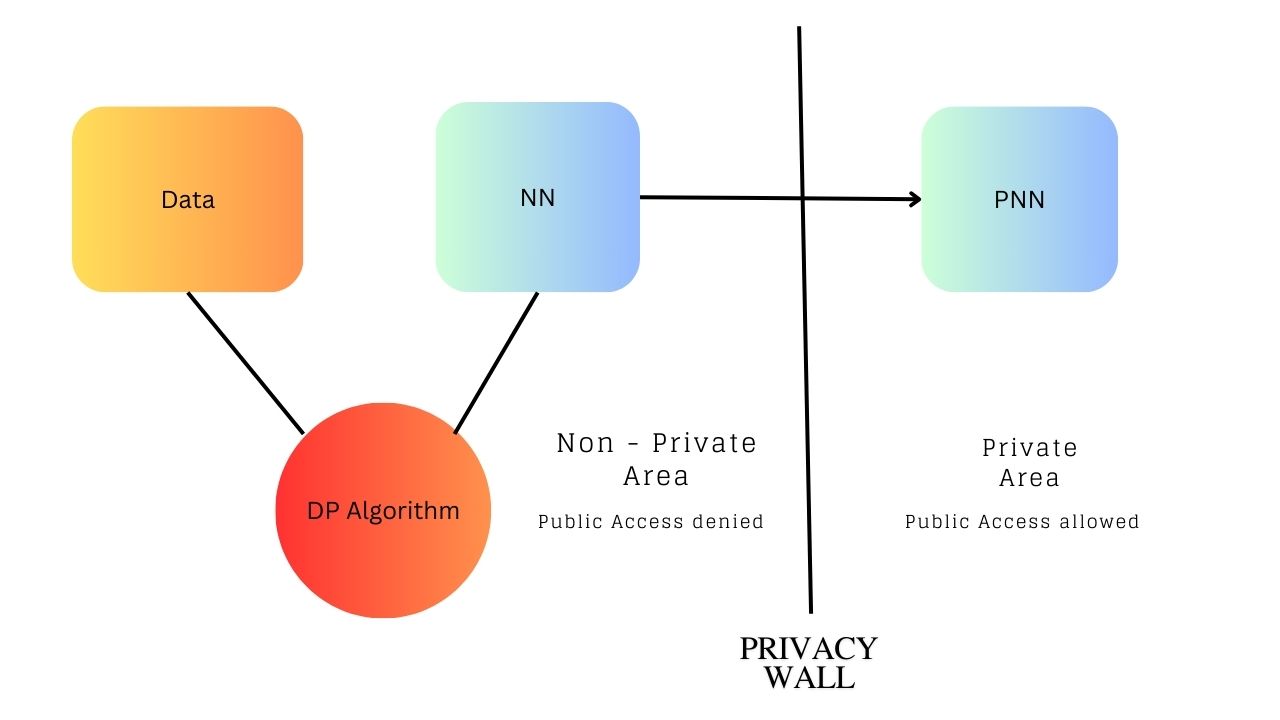 Data
NN
PNN
DP Algorithm
Non - Private
Area
Public Access denied
Private
Area
Public Access allowed
PRIVACY
WALL